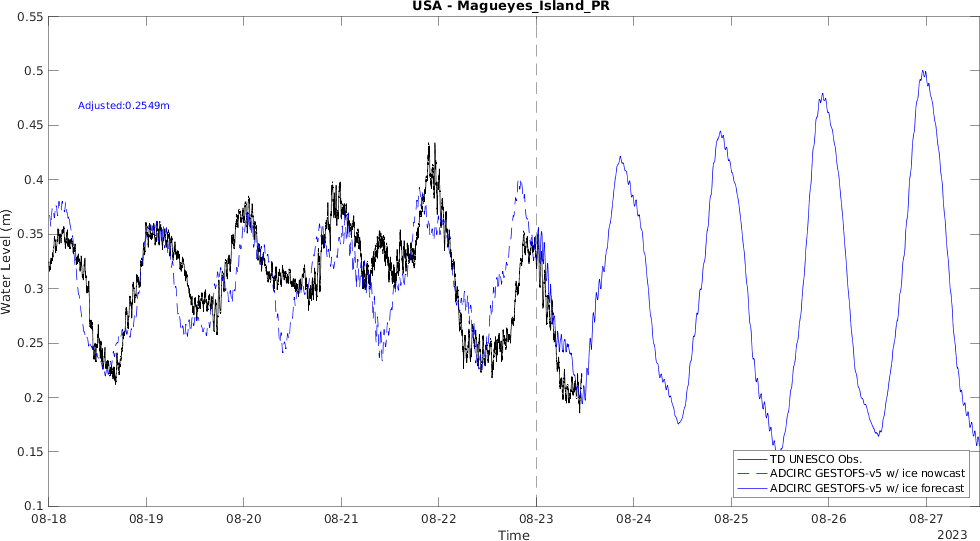 USA - Magueyes_Island_PR
0.55
0.5
0.45
0.4
0.35
0.3
0.25
0.2
0.15
0.1
Water Level (m)
Adjusted:0.2549m
TD UNESCO Obs.
ADCIRC GESTOFS-v5 w/ ice nowcast
ADCIRC GESTOFS-v5 w/ ice forecast
08-18 08-19 08-20 08-21 08-22 08-23 08-24 08-25 08-26 08-27
Time
2023